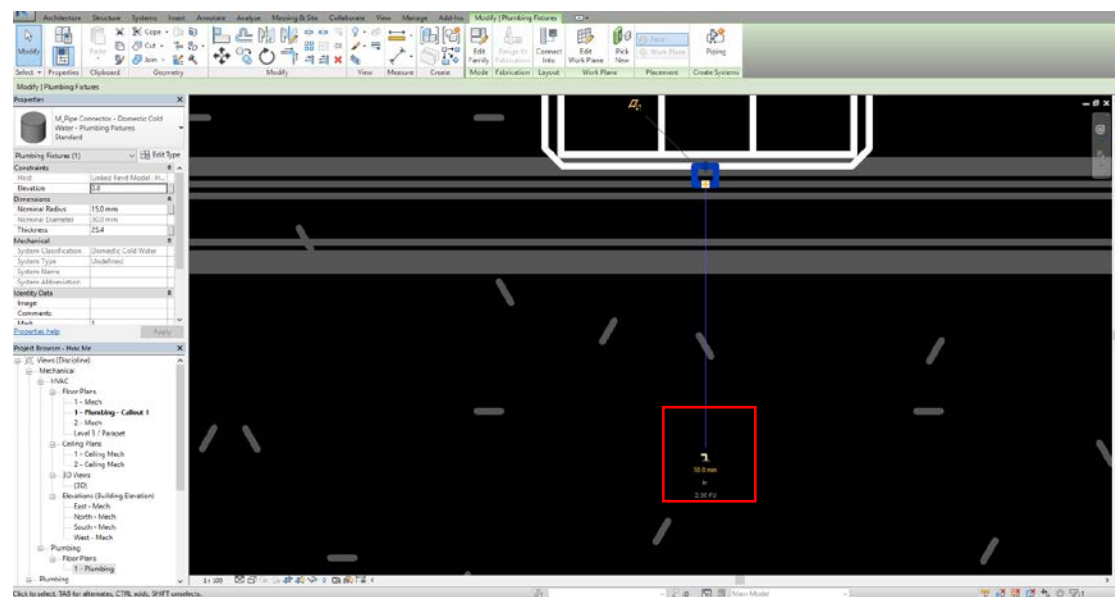 Architecture Structure Systems Insert Annotate Analyze Massing & Site Collaborate View Manage Add-Ins Modify | Plumbing Fixtures
Modify
Paste
Cope
Cut
Join
Edit Family
Connect Into
Edit Work Plane
Pick New
Work Plane
Piping
Select Properties Clipboard Geometry Modify View Measure Create Mode Fabrication Layout Work Plane Placement Create Systems
Modify | Plumbing Fixtures
Properties
M_Pipe Connector - Domestic Cold
Water - Plumbing Fixtures
Standard
Plumbing Fixtures (1) Edit Type
Constraints
Host Linked Revit Model : H...
Elevation 0.0
Dimensions
Nominal Radius 15.0 mm
Nominal Diameter 30.0 mm
Thickness 25.4
Mechanical
System Classification Domestic Cold Water
System Type Undefined
System Name
System Abbreviation
Identity Data
Image
Comments
Mark 1
Properties help Apply
Project Browser - Hvac Me
Views (Discipline)
Mechanical
HVAC
Floor Plans
1 - Mech
1 - Plumbing - Callout 1
2 - Mech
Level 3 / Parapet
Ceiling Plans
1 - Ceiling Mech
2 - Ceiling Mech
3D Views
{3D}
Elevations (Building Elevation)
East - Mech
North - Mech
South - Mech
West - Mech
Plumbing
Floor Plans
1 - Plumbing
Plumbing
30.0 mm
In
1 : 100
Click to select, TAB for alternates, CTRL adds, SHIFT unselects.
Main Model